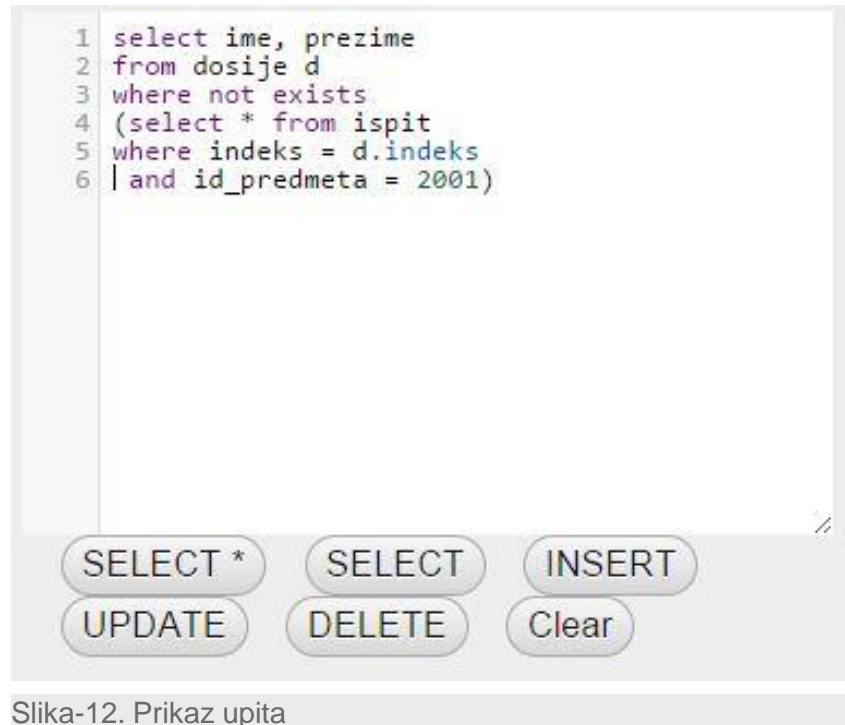 1 select ime, prezime
2 from dosije d
3 where not exists
4 (select * from ispit
5 where indeks = d.indeks
6 and id_predmeta = 2001)
SELECT * SELECT INSERT
UPDATE DELETE Clear
Slika-12. Prikaz upita